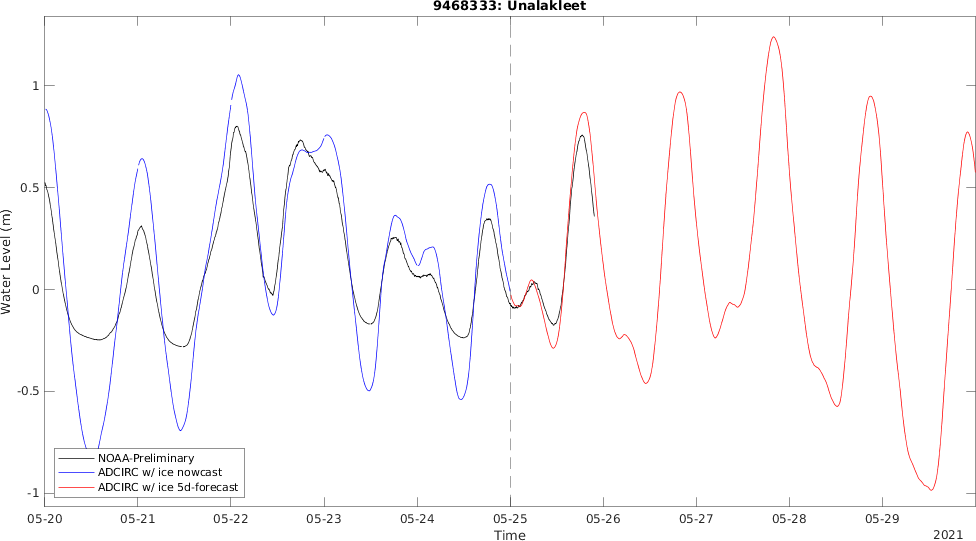 9468333: Unalakleet
Water Level (m)
1
0.5
0
-0.5
-1
NOAA-Preliminary
ADCIRC w/ ice nowcast
ADCIRC w/ ice 5d-forecast
05-20 05-21 05-22 05-23 05-24 05-25 05-26 05-27 05-28 05-29
Time
2021